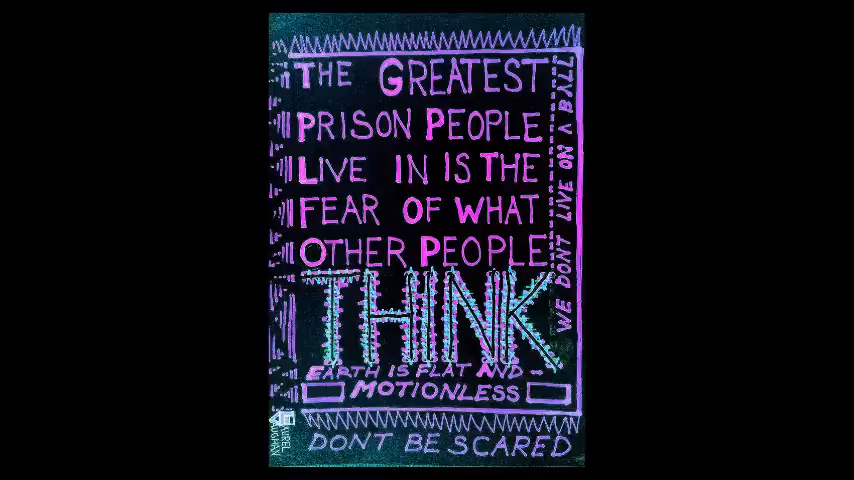 THE GREATEST
PRISON PEOPLE
LIVE IN IS THE
FEAR OF WHAT
OTHER PEOPLE
THINK
EARTH IS FLAT AND -
MOTIONLESS
DONT BE SCARED
WE DONT LIVE ON A BALL